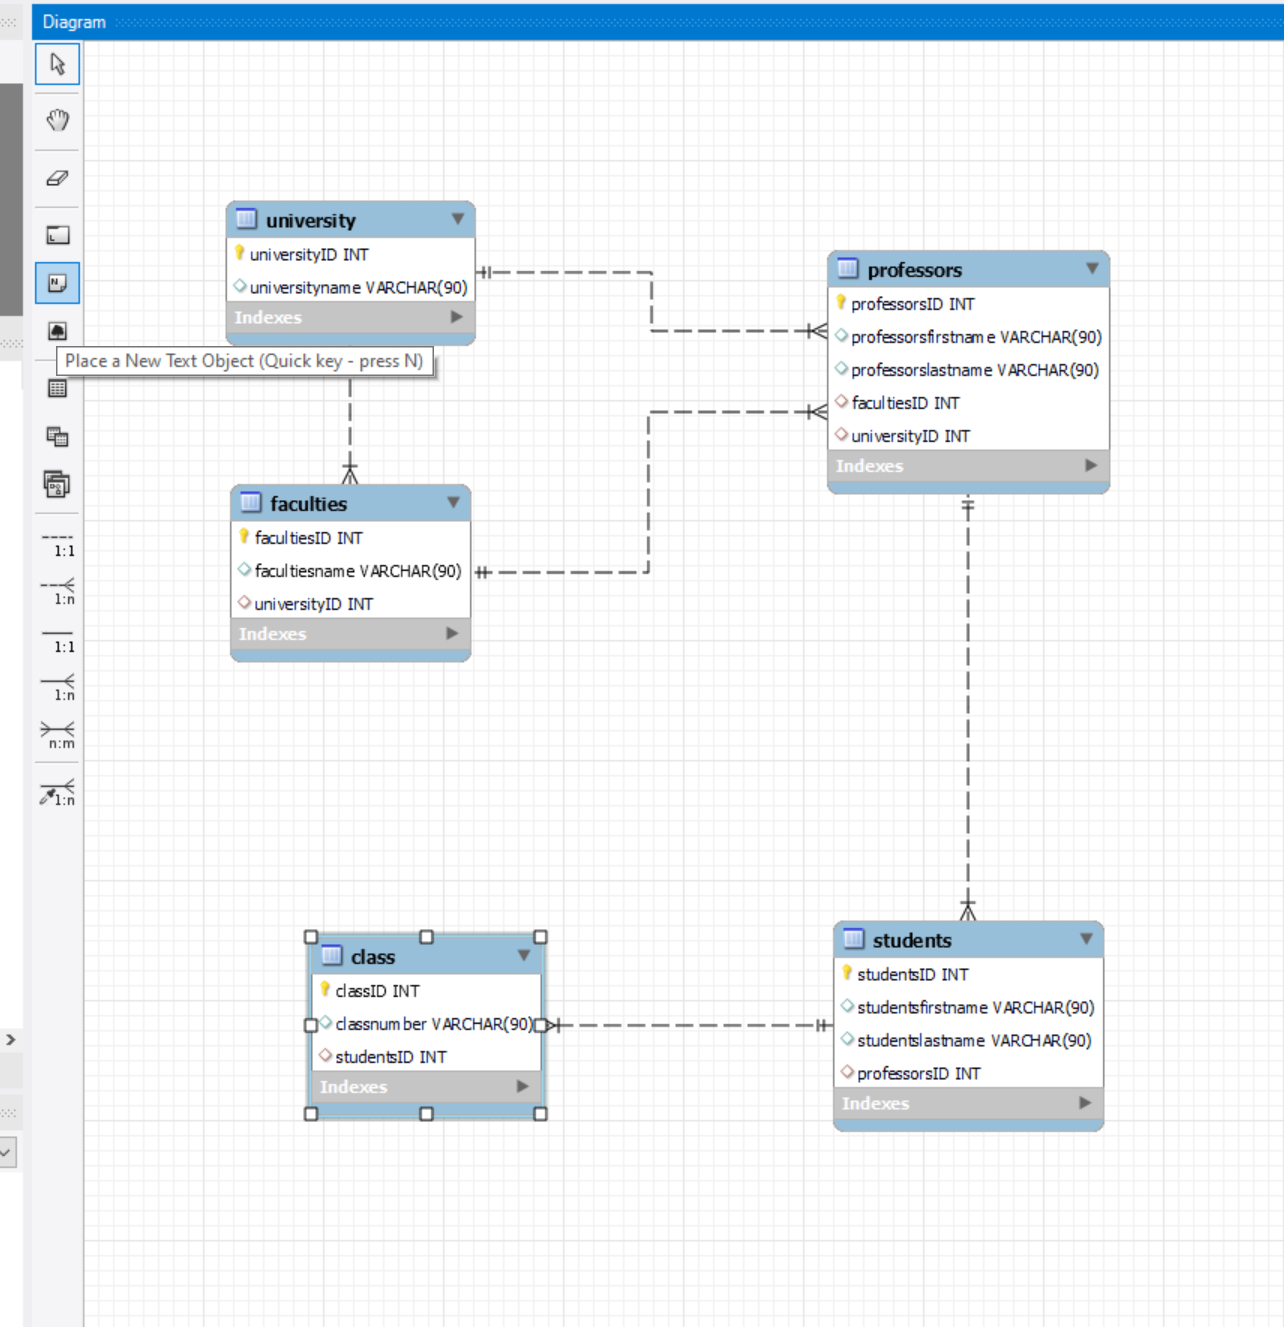 Diagram
university
universityID INT
universityname VARCHAR(90)
Indexes
Place a New Text Object (Quick key - press N)
professors
professorsID INT
professorsfirstname VARCHAR(90)
professorslastname VARCHAR(90)
facultiesID INT
universityID INT
Indexes
faculties
facultiesID INT
facultiesname VARCHAR(90)
universityID INT
Indexes
1:1
1:n
1:1
1:n
n:m
1:n
class
classID INT
classnumber VARCHAR(90)
studentsID INT
Indexes
students
studentsID INT
studentsfirstname VARCHAR(90)
studentslastname VARCHAR(90)
professorsID INT
Indexes